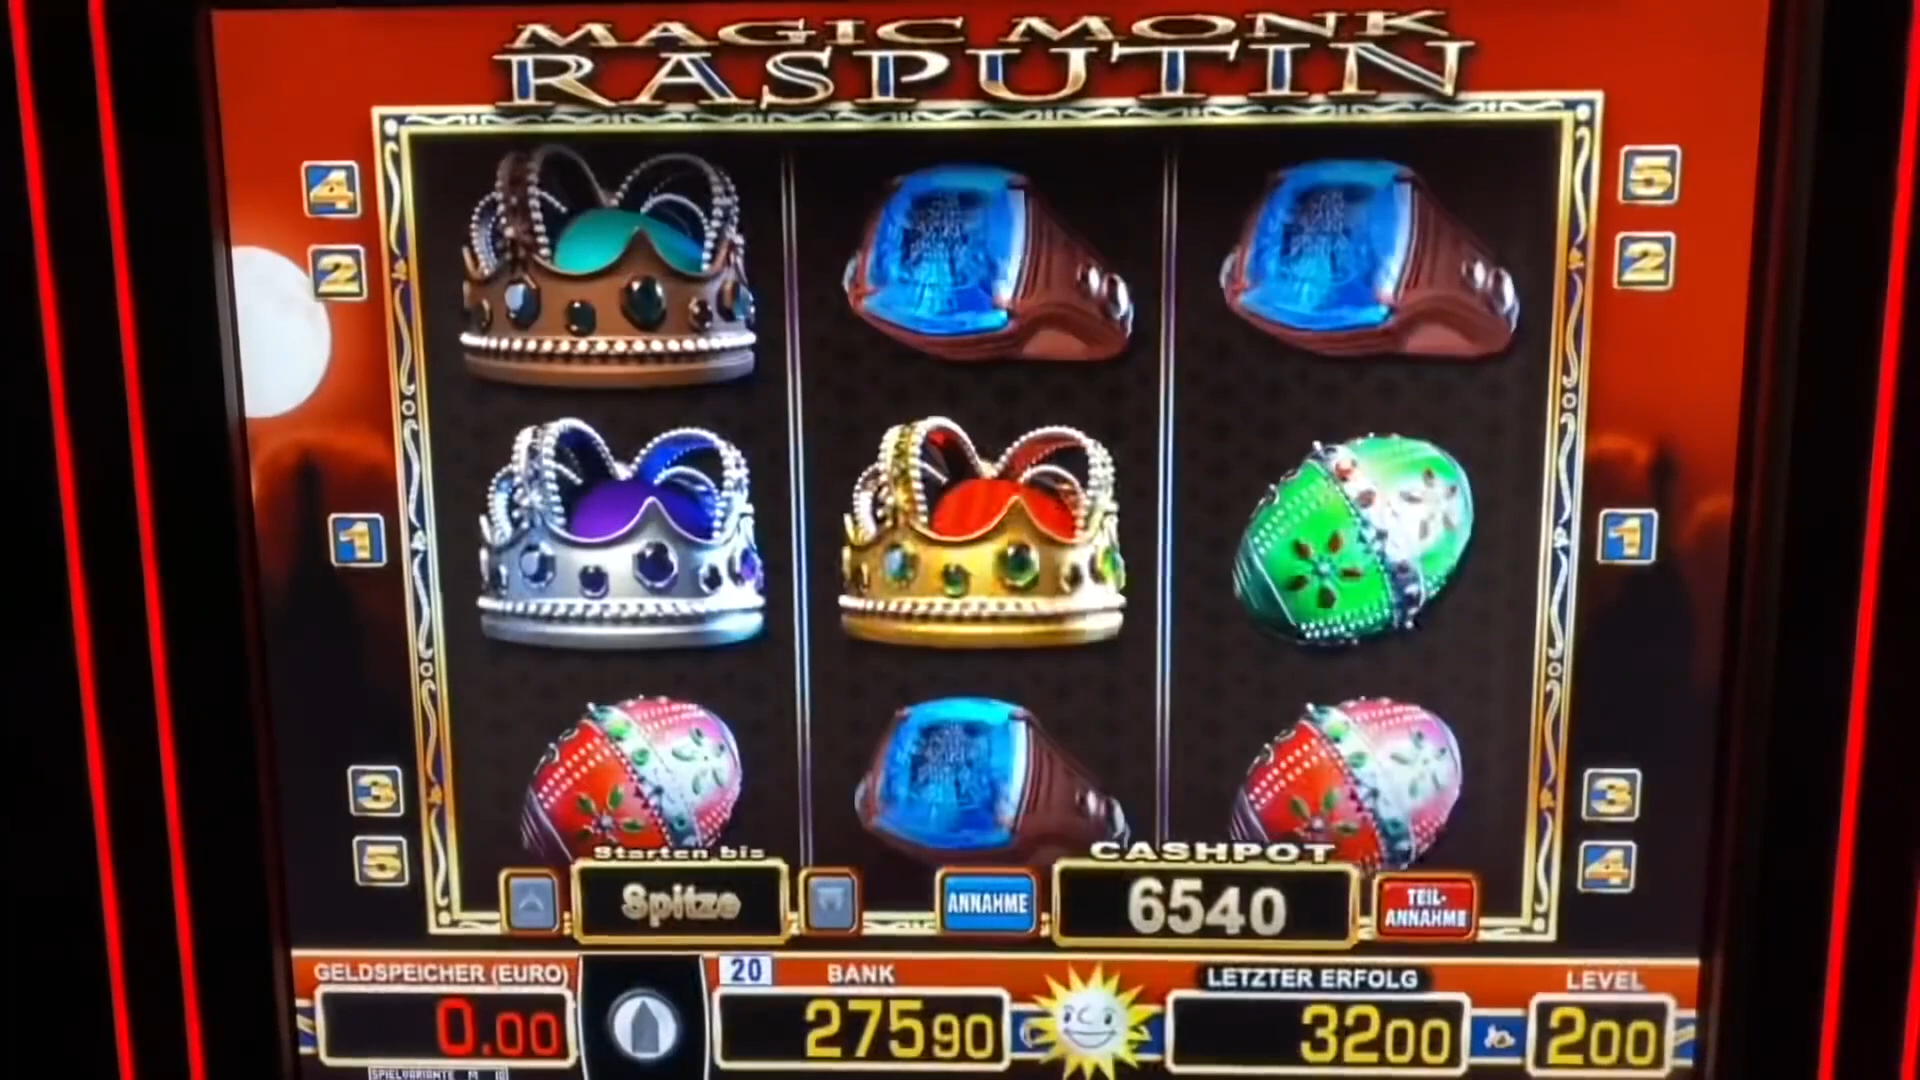 MAGIC MONK
RASPUTIN
4
5
2
2
1
1
3
3
5
4
Starten bis
CASHPOT
Spitze
ANNAHME
6540
TEIL-
ANNAHME
GELDSPEICHER (EURO)
20
BANK
LETZTER ERFOLG
LEVEL
0.00
27590
3200
200
SPIELVARIANTE M